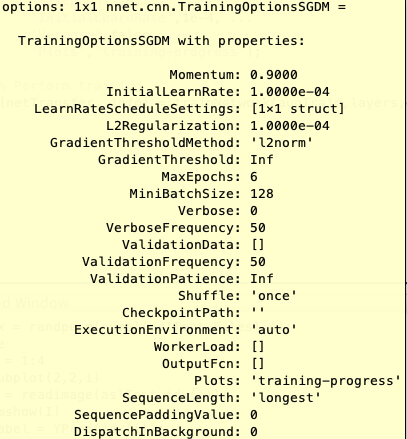 options: 1x1 nnet.cnn.TrainingOptionsSGDM =
TrainingOptionsSGDM with properties:
Momentum: 0.9000
InitialLearnRate: 1.0000e-04
LearnRateScheduleSettings: [1×1 struct]
L2Regularization: 1.0000e-04
GradientThresholdMethod: 'l2norm'
GradientThreshold: Inf
MaxEpochs: 6
MiniBatchSize: 128
Verbose: 0
VerboseFrequency: 50
ValidationData: []
ValidationFrequency: 50
ValidationPatience: Inf
Shuffle: 'once'
CheckpointPath: ''
ExecutionEnvironment: 'auto'
WorkerLoad: []
OutputFcn: []
Plots: 'training-progress'
SequenceLength: 'longest'
SequencePaddingValue: 0
DispatchInBackground: 0